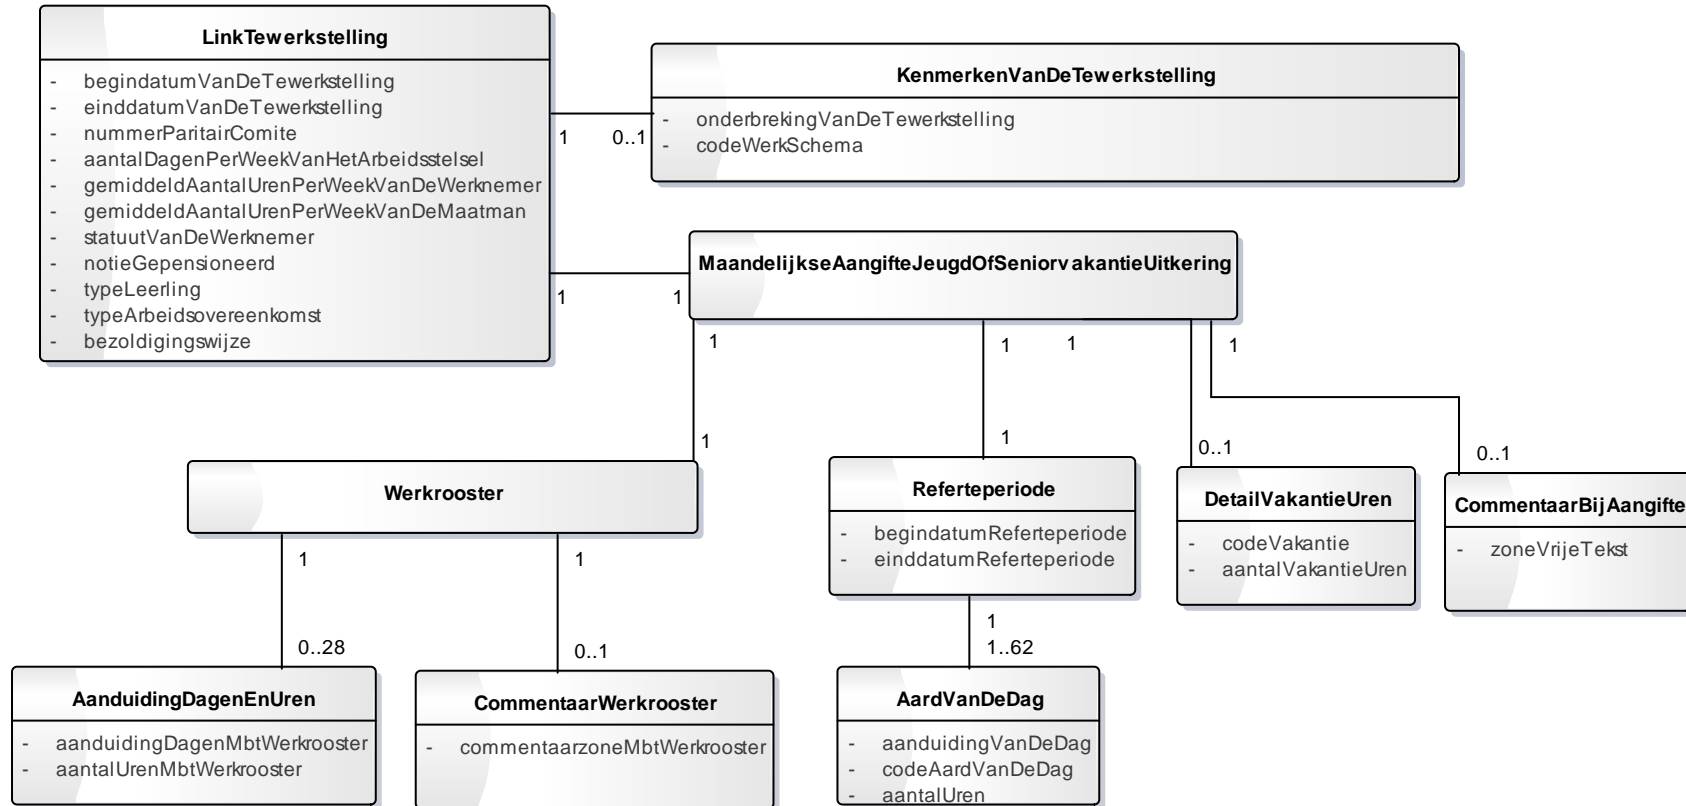 LinkTewerkstelling
- begindatumVanDeTewerkstelling
- einddatumVanDeTewerkstelling
- nummerParitairComite
- aantalDagenPerWeekVanHetArbeidsstelsel
- gemiddeldAantalUrenPerWeekVanDeWerknemer
- gemiddeldAantalUrenPerWeekVanDeMaatman
- statuutVanDeWerknemer
- notieGepensioneerd
- typeLeerling
- typeArbeidsovereenkomst
- bezoldigingswijze
1
0..1
KenmerkenVanDeTewerkstelling
- onderbrekingVanDeTewerkstelling
- codeWerkSchema
1
1
MaandelijkseAangifteJeugdOfSeniorvakantieUitkering
1
1
1
1
1
1
0..1
0..1
Werkrooster
Referteperiode
- begindatumReferteperiode
- einddatumReferteperiode
DetailVakantieUren
- codeVakantie
- aantalVakantieUren
CommentaarBijAangifte
- zoneVrijeTekst
1
1
1
0..28
0..1
1..62
AanduidingDagenEnUren
- aanduidingDagenMbtWerkrooster
- aantalUrenMbtWerkrooster
CommentaarWerkrooster
- commentaarzoneMbtWerkrooster
AardVanDeDag
- aanduidingVanDeDag
- codeAardVanDeDag
- aantalUren